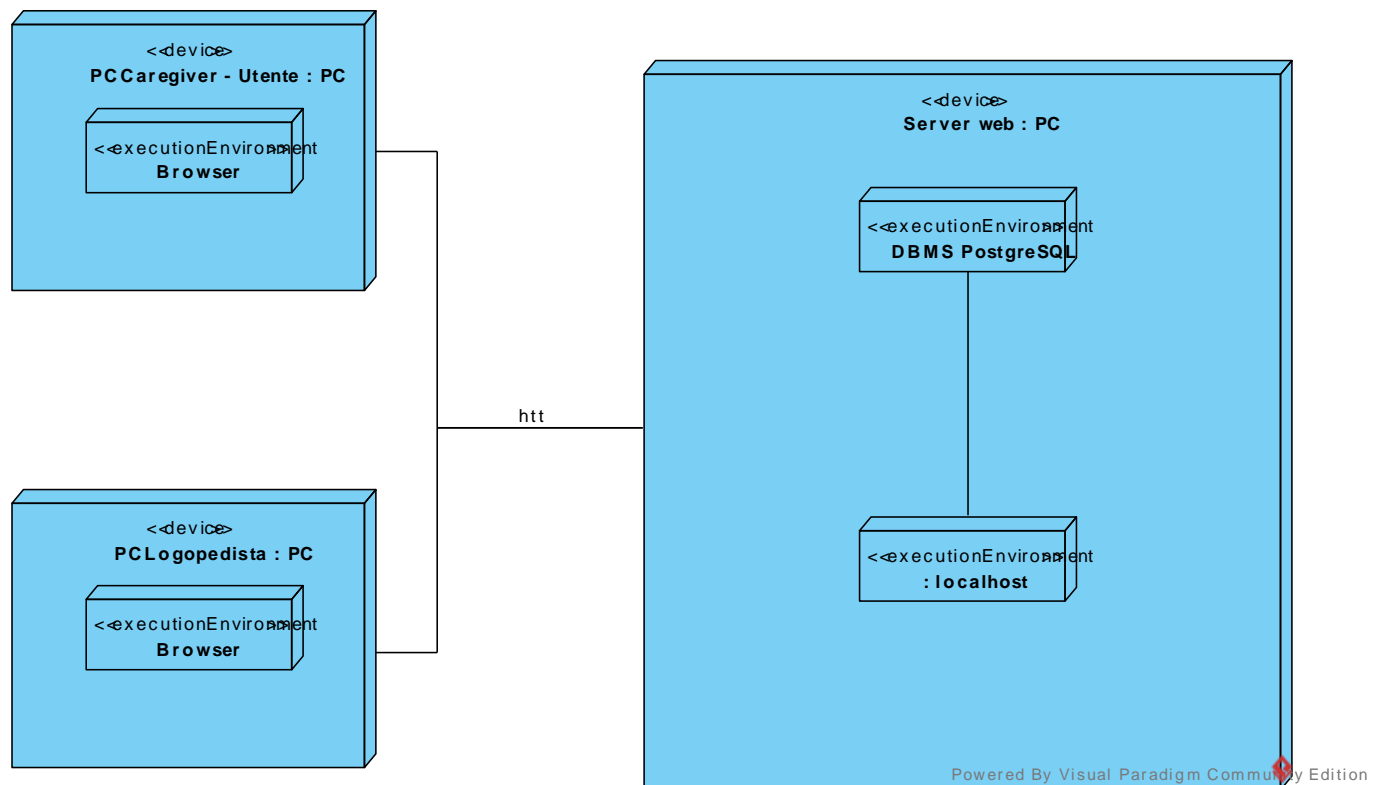 <<device>>
PCCaregiver - Utente : PC
<<executionEnvironment>>
Browser
<<device>>
Server web : PC
<<executionEnvironment>>
DBMS PostgreSQL
htt
<<device>>
PCLogopedista : PC
<<executionEnvironment>>
Browser
<<executionEnvironment>>
: localhost
Powered By Visual Paradigm Community Edition